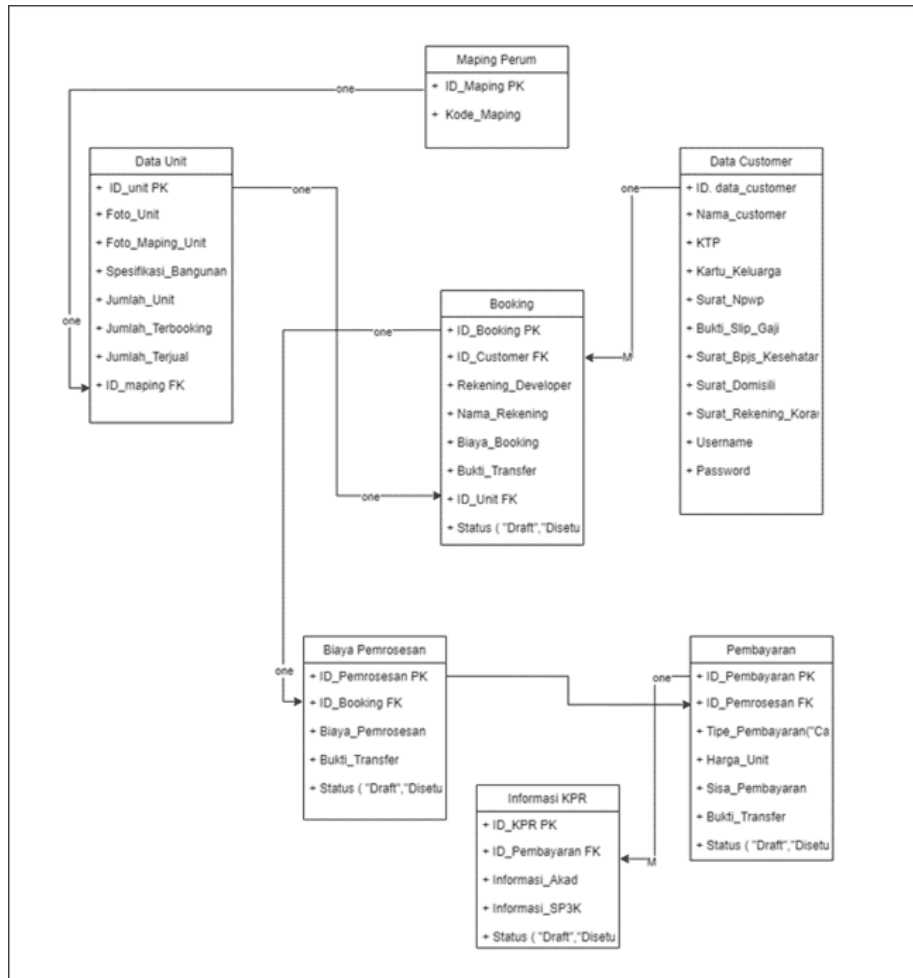 Maping Perum
+ ID_Maping PK
+ Kode_Maping
one
one
Data Unit
+ ID_unit PK
+ Foto_Unit
+ Foto_Maping_Unit
+ Spesifikasi_Bangunan
+ Jumlah_Unit
+ Jumlah_Terbooking
+ Jumlah_Terjual
+ ID_maping FK
one
one
Data Customer
+ ID. data_customer
+ Nama_customer
+ KTP
+ Kartu_Keluarga
+ Surat_Npwp
+ Bukti_Slip_Gaji
+ Surat_Bpjs_Kesehatan
+ Surat_Domisili
+ Surat_Rekening_Kora
+ Username
+ Password
one
M
Booking
+ ID_Booking PK
+ ID_Customer FK
+ Rekening_Developer
+ Nama_Rekening
+ Biaya_Booking
+ Bukti_Transfer
+ ID_Unit FK
+ Status ( "Draft","Disetu
one
one
Biaya Pemrosesan
+ ID_Pemrosesan PK
+ ID_Booking FK
+ Biaya_Pemrosesan
+ Bukti_Transfer
+ Status ( "Draft","Disetu
Pembayaran
+ ID_Pembayaran PK
+ ID_Pemrosesan FK
+ Tipe_Pembayaran("Ca
+ Harga_Unit
+ Sisa_Pembayaran
+ Bukti_Transfer
+ Status ( "Draft","Disetu
one
M
Informasi KPR
+ ID_KPR PK
+ ID_Pembayaran FK
+ Informasi_Akad
+ Informasi_SP3K
+ Status ( "Draft","Disetu